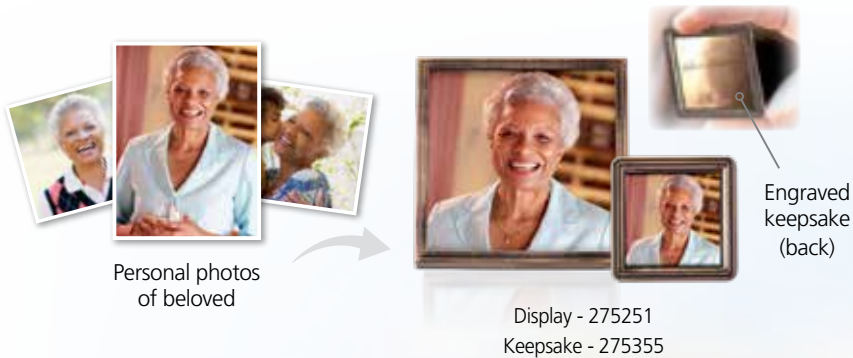 Personal photos
of beloved
Engraved
keepsake
(back)
Display - 275251
Keepsake - 275355